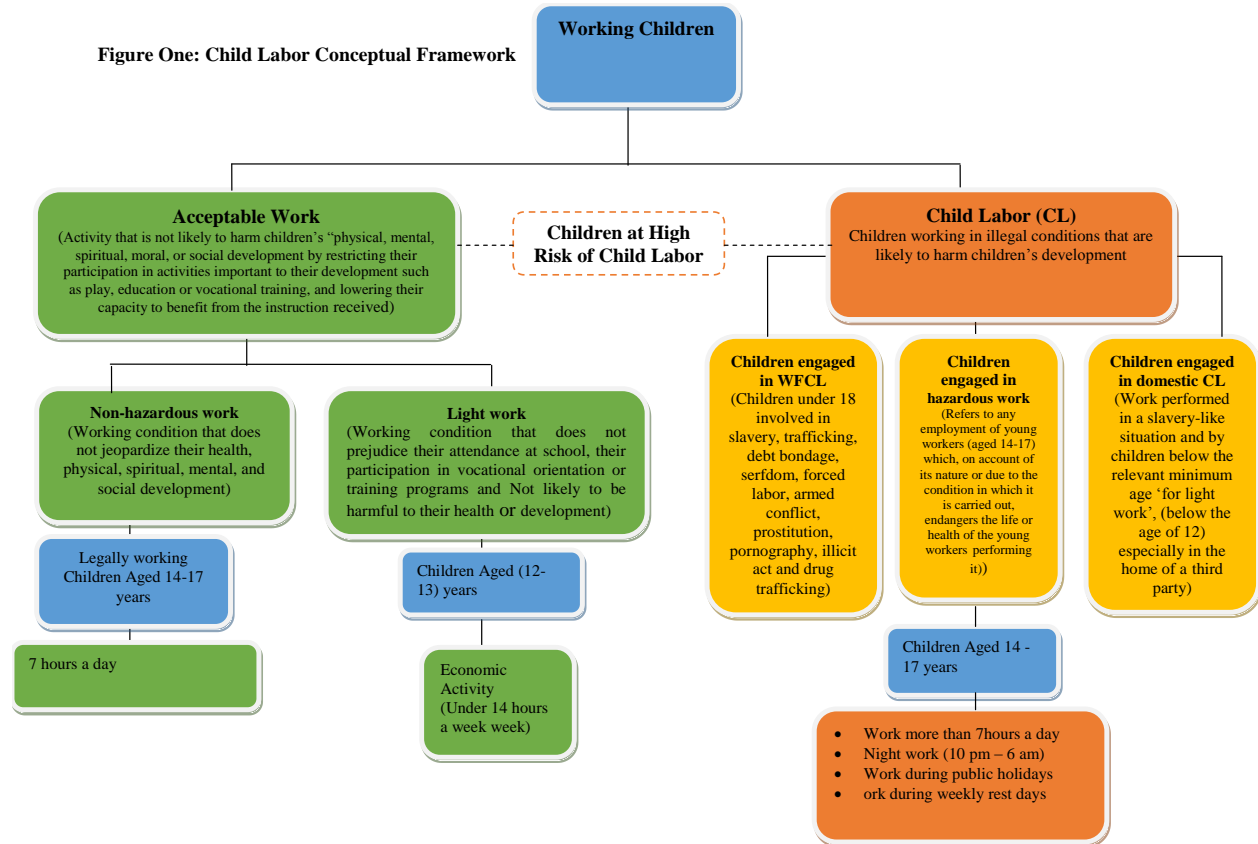 Working Children
Figure One: Child Labor Conceptual Framework
Acceptable Work
(Activity that is not likely to harm children's “physical, mental,
spiritual, moral, or social development by restricting their
participation in activities important to their development such
as play, education or vocational training, and lowering their
capacity to benefit from the instruction received)
Children at High
Risk of Child Labor
Child Labor (CL)
Children working in illegal conditions that are
likely to harm children's development
Non-hazardous work
(Working condition that does
not jeopardize their health,
physical, spiritual, mental, and
social development)
Light work
(Working condition that does not
prejudice their attendance at school, their
participation in vocational orientation or
training programs and Not likely to be
harmful to their health or development)
Children engaged
in WFCL
(Children under 18
involved in
slavery, trafficking,
debt bondage,
serfdom, forced
labor, armed
conflict,
prostitution,
pornography, illicit
act and drug
trafficking)
Children
engaged in
hazardous work
(Refers to any
employment of young
workers (aged 14-17)
which, on account of
its nature or due to the
condition in which it
is carried out,
endangers the life or
health of the young
workers performing
it))
Children engaged
in domestic CL
(Work performed
in a slavery-like
situation and by
children below the
relevant minimum
age ‘for light
work’, (below the
age of 12)
especially in the
home of a third
party)
Legally working
Children Aged 14-17
years
Children Aged (12-
13) years
7 hours a day
Economic
Activity
(Under 14 hours
a week week)
Children Aged 14 -
17 years
• Work more than 7hours a day
• Night work (10 pm – 6 am)
• Work during public holidays
• ork during weekly rest days